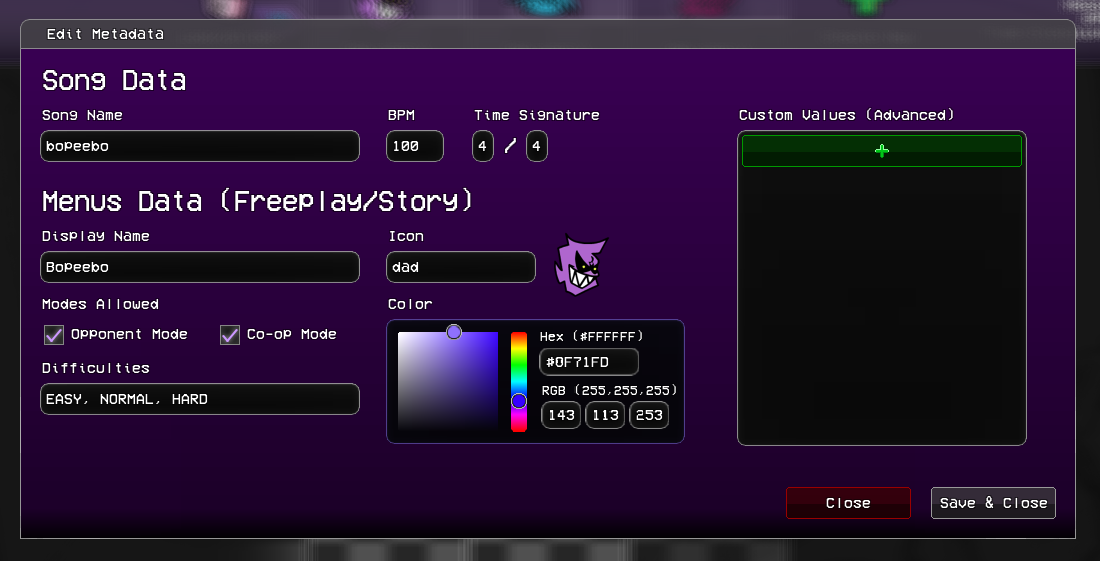 Edit Metadata
Song Data
Song Name
BPM
Time Signature
Custom Values (Advanced)
bopeebo
100
4 / 4
+
Menus Data (Freeplay/Story)
Display Name
Icon
Bopeebo
dad
Modes Allowed
Color
Opponent Mode
Co-op Mode
Hex (#FFFFFF)
#0F71FD
Difficulties
RGB (255,255,255)
EASY, NORMAL, HARD
143
113
253
Close
Save & Close